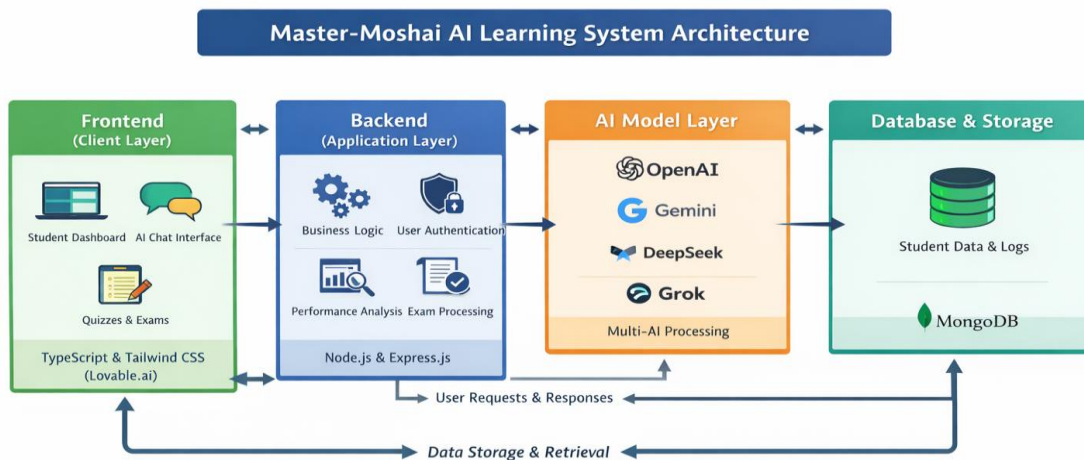 Master-Moshai AI Learning System Architecture
Frontend
(Client Layer)
Student Dashboard
AI Chat Interface
Quizzes & Exams
TypeScript & Tailwind CSS
(Lovable.ai)
Backend
(Application Layer)
Business Logic
User Authentication
Performance Analysis
Exam Processing
Node.js & Express.js
AI Model Layer
OpenAI
Gemini
DeepSeek
Grok
Multi-AI Processing
Database & Storage
Student Data & Logs
MongoDB
User Requests & Responses
Data Storage & Retrieval